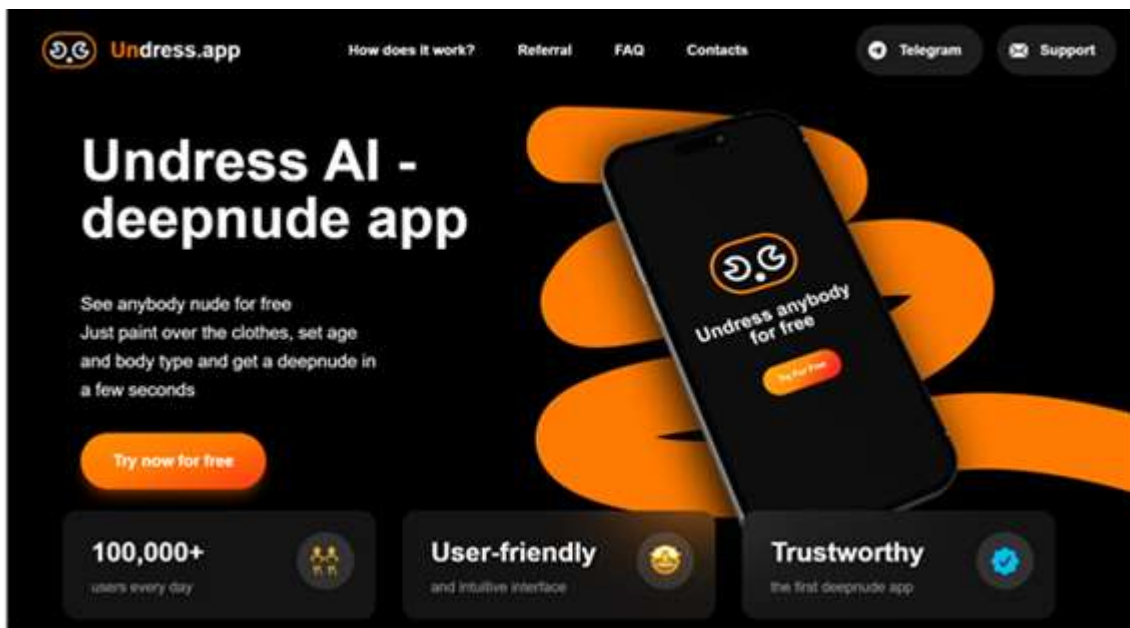 Undress.app
How does it work?
Referral
FAQ
Contacts
Telegram
Support
Undress AI -
deepnude app
See anybody nude for free
Just paint over the clothes, set age
and body type and get a deepnude in
a few seconds
Try now for free
Undress anybody
for free
Try For Free
100,000+
users every day
User-friendly
and intuitive interface
Trustworthy
the first deepnude app